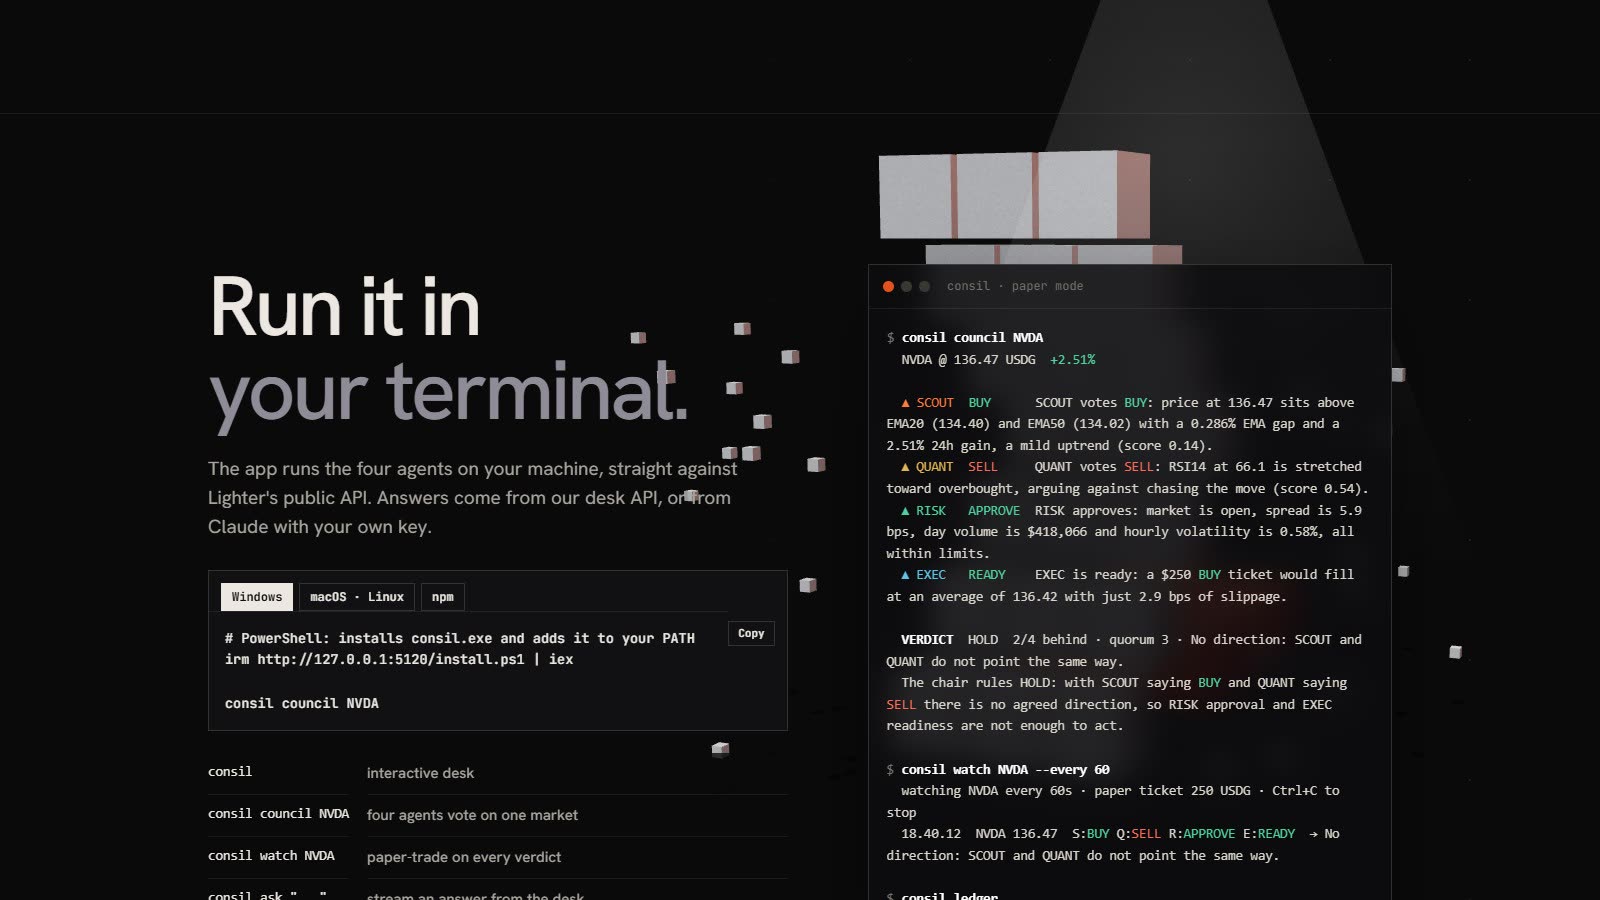 Run it in
your terminal.
The app runs the four agents on your machine, straight against
Lighter's public API. Answers come from our desk API, or from
Claude with your own key.
Windows
macOS · Linux
npm
Copy
# PowerShell: installs consil.exe and adds it to your PATH
irm http://127.0.0.1:5120/install.ps1 | iex
consil council NVDA
consil interactive desk
consil council NVDA four agents vote on one market
consil watch NVDA paper-trade on every verdict
consil ask "..." stream an answer from the desk
consil · paper mode
$ consil council NVDA
NVDA @ 136.47 USDG +2.51%
▲ SCOUT BUY SCOUT votes BUY: price at 136.47 sits above
EMA20 (134.40) and EMA50 (134.02) with a 0.286% EMA gap and a
2.51% 24h gain, a mild uptrend (score 0.14).
▲ QUANT SELL QUANT votes SELL: RSI14 at 66.1 is stretched
toward overbought, arguing against chasing the move (score 0.54).
▲ RISK APPROVE RISK approves: market is open, spread is 5.9
bps, day volume is $418,066 and hourly volatility is 0.58%, all
within limits.
▲ EXEC READY EXEC is ready: a $250 BUY ticket would fill
at an average of 136.42 with just 2.9 bps of slippage.
VERDICT HOLD 2/4 behind · quorum 3 · No direction: SCOUT and
QUANT do not point the same way.
The chair rules HOLD: with SCOUT saying BUY and QUANT saying
SELL there is no agreed direction, so RISK approval and EXEC
readiness are not enough to act.
$ consil watch NVDA --every 60
watching NVDA every 60s · paper ticket 250 USDG · Ctrl+C to
stop
18.40.12 NVDA 136.47 S:BUY Q:SELL R:APPROVE E:READY → No
direction: SCOUT and QUANT do not point the same way.
$ consil ledger